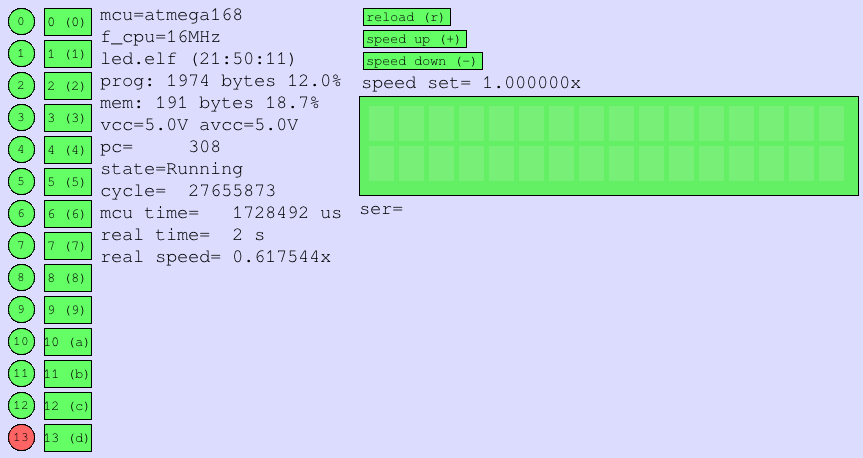 0
1
2
3
4
5
6
7
8
9
10
11
12
13
0 (0)
1 (1)
2 (2)
3 (3)
4 (4)
5 (5)
6 (6)
7 (7)
8 (8)
9 (9)
10 (a)
11 (b)
12 (c)
13 (d)
mcu=atmega168
f_cpu=16MHz
led.elf (21:50:11)
prog: 1974 bytes 12.0%
mem: 191 bytes 18.7%
vcc=5.0V avcc=5.0V
pc=     308
state=Running
cycle=  27655873
mcu time=   1728492 us
real time=  2 s
real speed= 0.617544x
reload (r)
speed up (+)
speed down (-)
speed set= 1.000000x
ser=